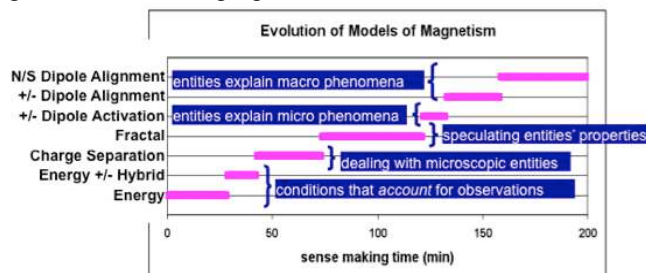 Evolution of Models of Magnetism
N/S Dipole Alignment
entities explain macro phenomena
+/- Dipole Alignment
+/- Dipole Activation
entities explain micro phenomena
Fractal
speculating entities' properties
Charge Separation
dealing with microscopic entities
Energy +/- Hybrid
conditions that account for observations
Energy
0 50 100 150 200
sense making time (min)